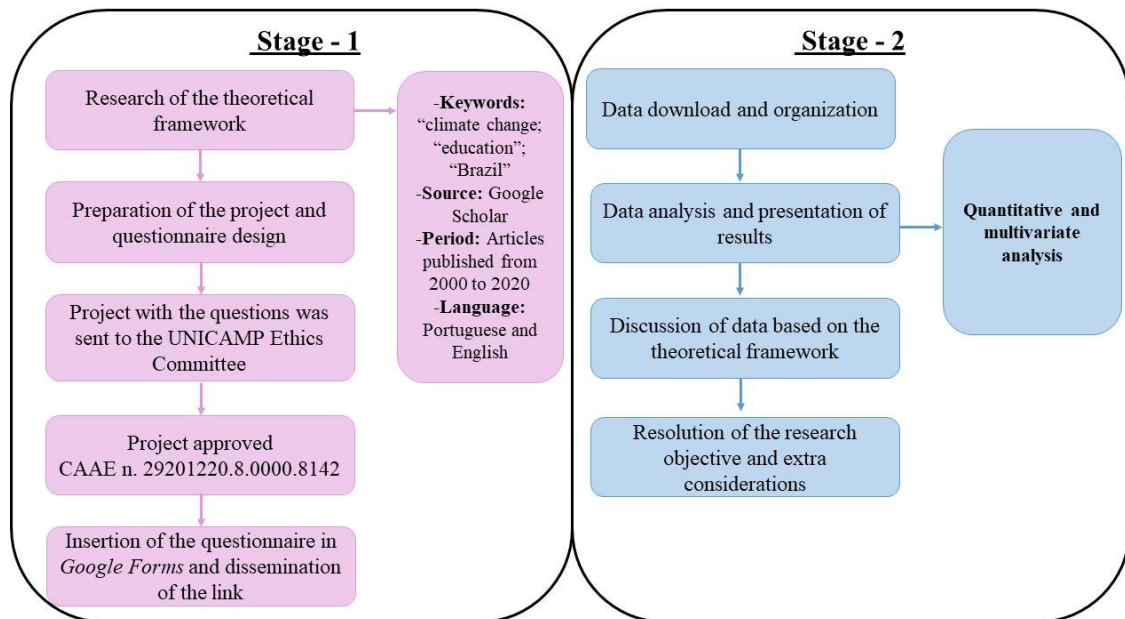 Stage - 1
Research of the theoretical
framework
Preparation of the project and
questionnaire design
Project with the questions was
sent to the UNICAMP Ethics
Committee
Project approved
CAAE n. 29201220.8.0000.8142
Insertion of the questionnaire in
Google Forms and dissemination
of the link
-Keywords:
“climate change;
“education”;
“Brazil”
-Source: Google
Scholar
-Period: Articles
published from
2000 to 2020
-Language:
Portuguese and
English
Stage - 2
Data download and organization
Data analysis and presentation of
results
Discussion of data based on the
theoretical framework
Resolution of the research
objective and extra
considerations
Quantitative and
multivariate
analysis